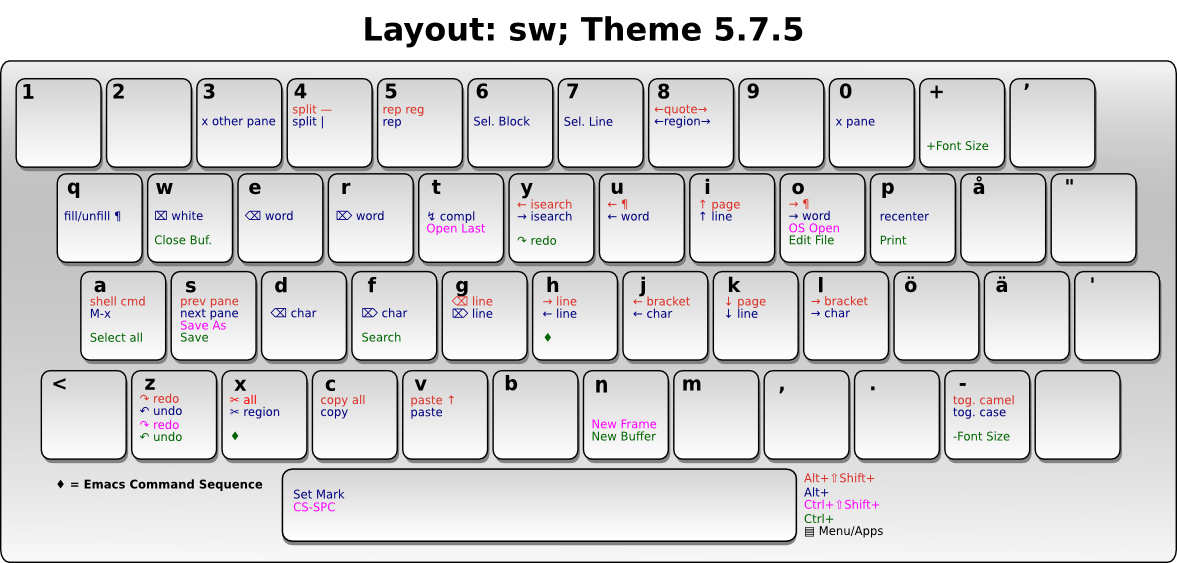 Layout: sw; Theme 5.7.5
1
2
3
x other pane
4
split —
split |
5
rep reg
rep
6
Sel. Block
7
Sel. Line
8
←quote→
←region→
9
0
x pane
+
+Font Size
’
q
fill/unfill ¶
w
⌧ white
Close Buf.
e
⌫ word
r
⌦ word
t
↯ compl
Open Last
y
← isearch
→ isearch
↷ redo
u
← ¶
← word
i
↑ page
↑ line
o
→ ¶
→ word
OS Open
Edit File
p
recenter
Print
å
"
a
shell cmd
M-x
Select all
s
prev pane
next pane
Save As
Save
d
⌫ char
f
⌦ char
Search
g
⌫ line
⌦ line
h
→ line
← line
♦
j
← bracket
← char
k
↓ page
↓ line
l
→ bracket
→ char
ö
ä
'
<
z
↷ redo
↶ undo
↷ redo
↶ undo
x
✂ all
✂ region
♦
c
copy all
copy
v
paste ↑
paste
b
n
New Frame
New Buffer
m
,
.
-
tog. camel
tog. case
-Font Size
♦ = Emacs Command Sequence
Set Mark
CS-SPC
Alt+⇧Shift+
Alt+
Ctrl+⇧Shift+
Ctrl+
▤ Menu/Apps